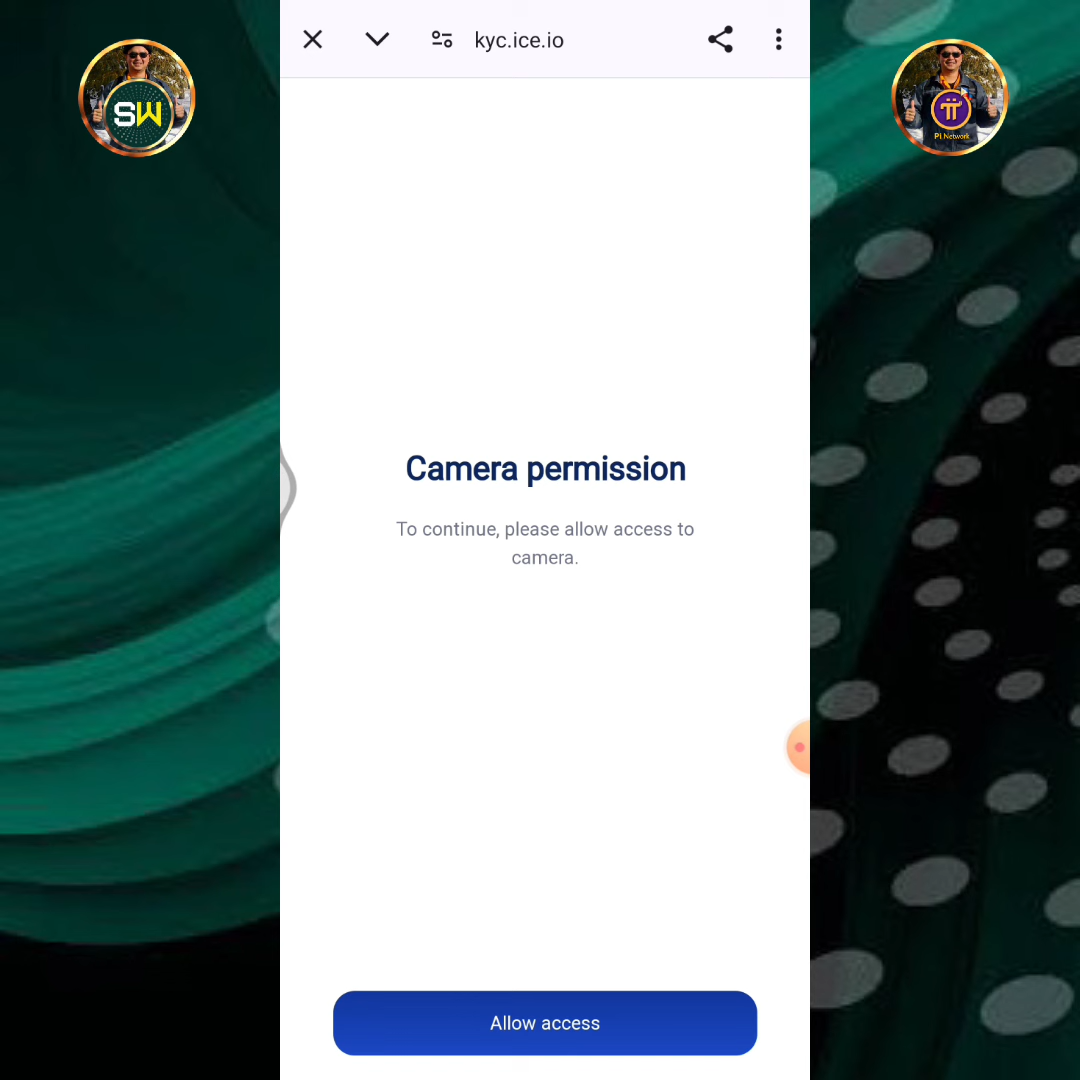 kyc.ice.io
SW
Pi Network
Camera permission
To continue, please allow access to
camera.
Allow access